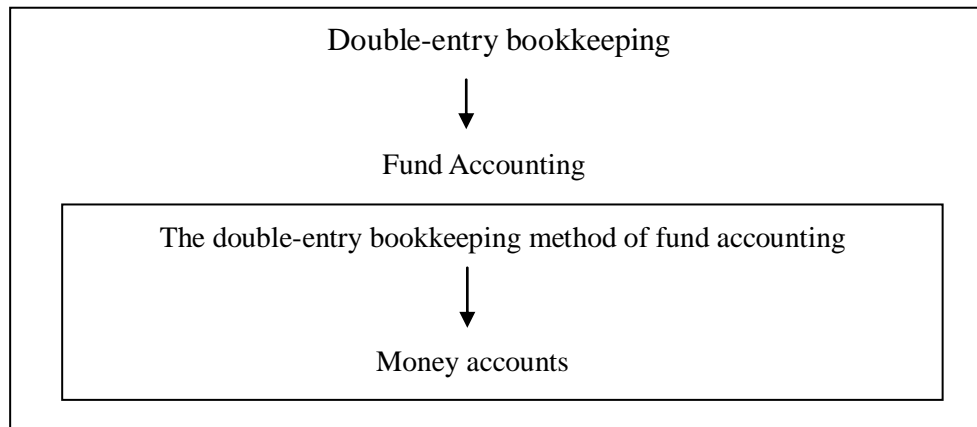 Double-entry bookkeeping
Fund Accounting
The double-entry bookkeeping method of fund accounting
Money accounts